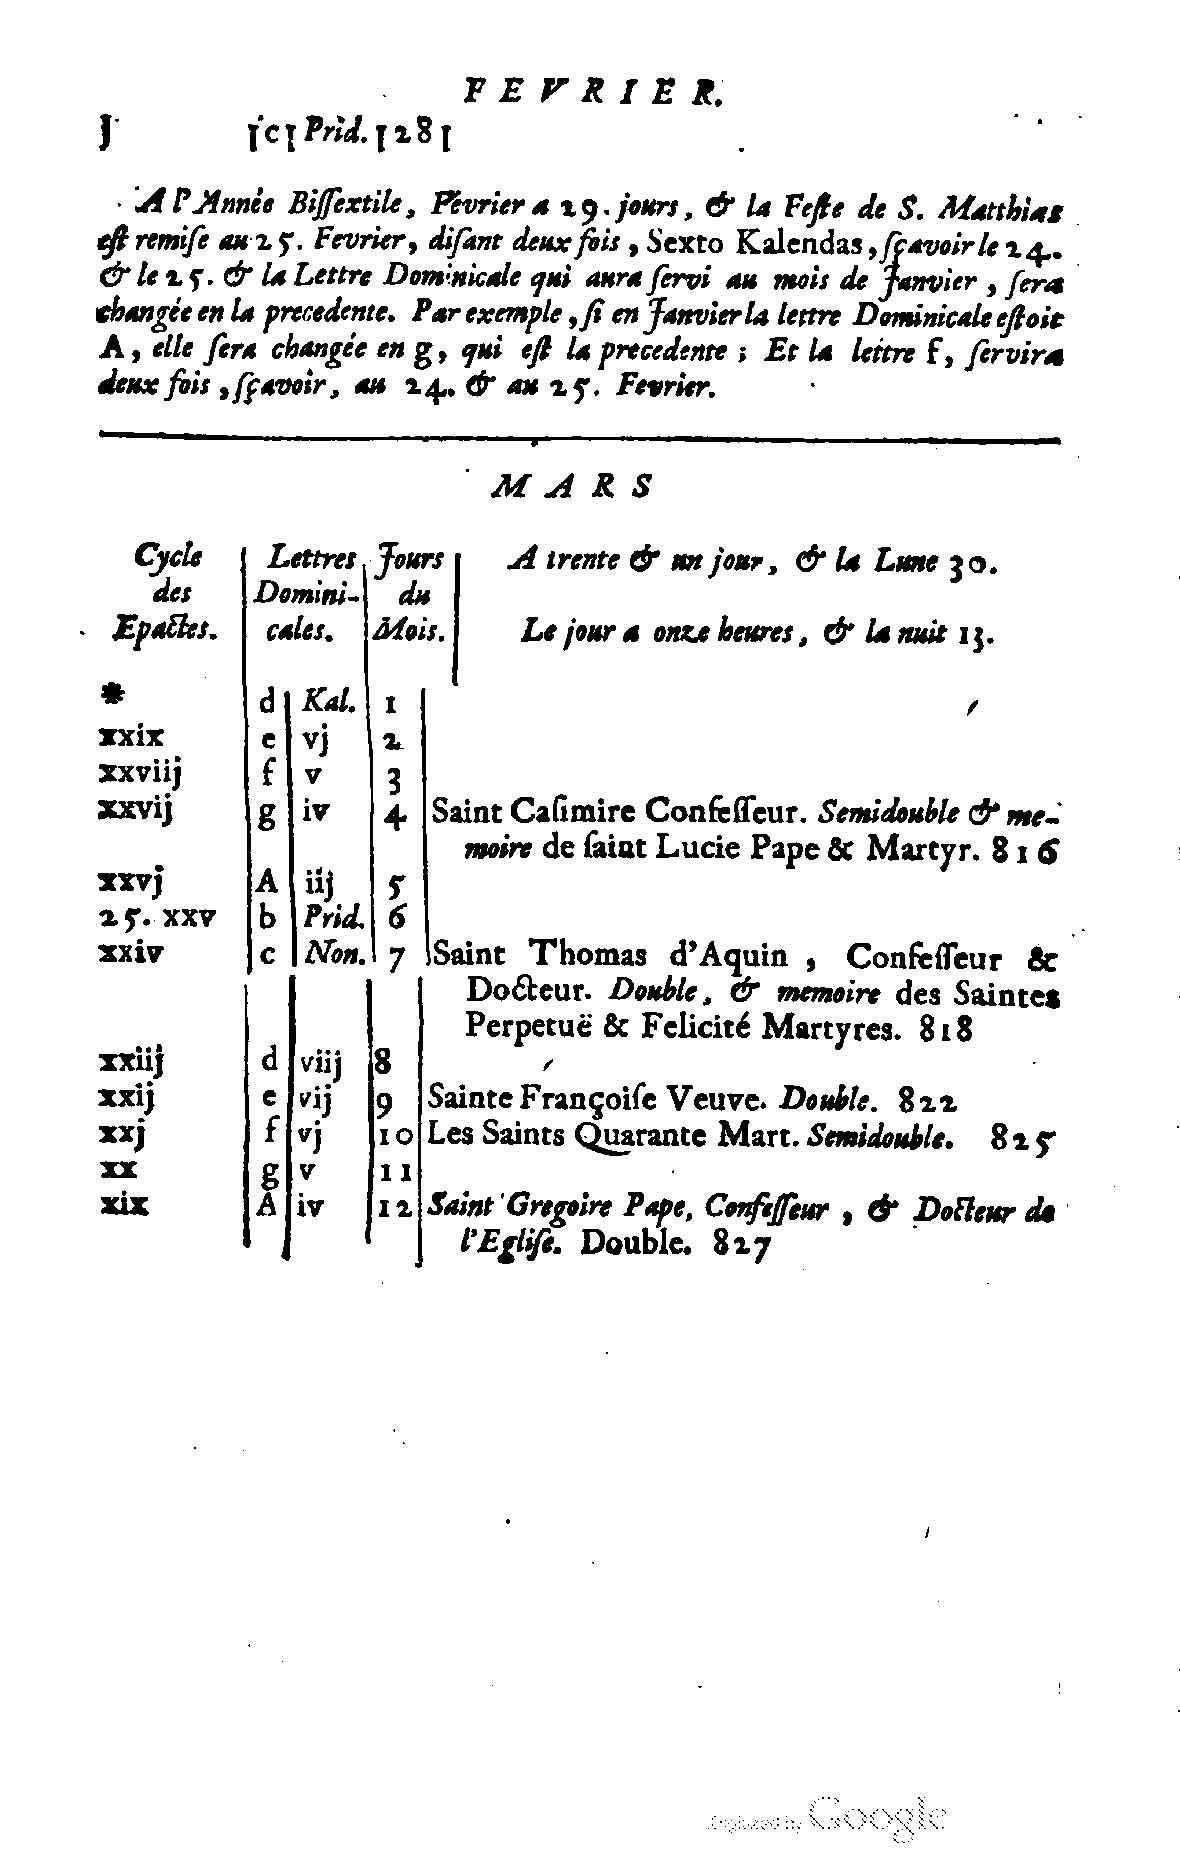 FEVRIER.
J |c| Prid. |28|
A l'Année Bissextile, Février a 29. jours, & la Feste de S. Matthias
est remise au 25. Fevrier, disant deux fois, Sexto Kalendas, sçavoir le 24.
& le 25. & la Lettre Dominicale qui aura servi au mois de Janvier, sera
changée en la precedente. Par exemple, si en Janvier la lettre Dominicale estoit
A, elle sera changée en g, qui est la precedente ; Et la lettre f, servira
deux fois, sçavoir, au 24. & au 25. Fevrier.
MARS
Cycle Lettres Jours A trente & un jour, & la Lune 30.
des Domini- du
Epactes. cales. Mois. Le jour a onze heures, & la nuit 13.
* d Kal. 1
xxix e vj 2
xxviij f v 3
xxvij g iv 4 Saint Casimire Confesseur. Semidouble & me-
moire de saint Lucie Pape & Martyr. 816
xxvj A iij 5
25. xxv b Prid. 6
xxiv c Non. 7 Saint Thomas d'Aquin , Confesseur &
Docteur. Double, & memoire des Saintes
Perpetuë & Felicité Martyres. 818
xxiij d viij 8
xxij e vij 9 Sainte Françoise Veuve. Double. 822
xxj f vj 10 Les Saints Quarante Mart. Semidouble. 825
xx g v 11
xix A iv 12 Saint Gregoire Pape, Confesseur , & Docteur de
l'Eglise. Double. 827
Digitized by Google